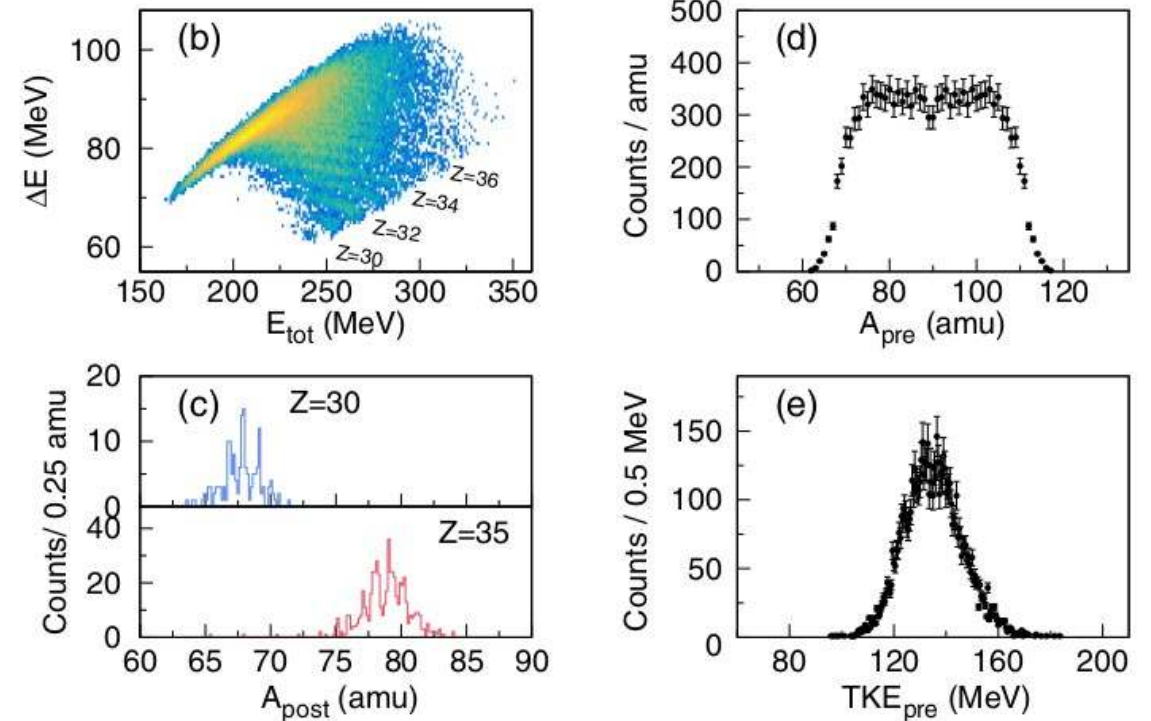 (b)
100
80
60
ΔE (MeV)
Z=36
Z=34
Z=32
Z=30
150 200 250 300 350
E_tot (MeV)
(d)
500
400
300
200
100
0
Counts / amu
60 80 100 120
A_pre (amu)
(c) Z=30
20
10
0
Z=35
40
20
0
Counts/ 0.25 amu
60 65 70 75 80 85 90
A_post (amu)
(e)
150
100
50
0
Counts / 0.5 MeV
80 120 160 200
TKE_pre (MeV)